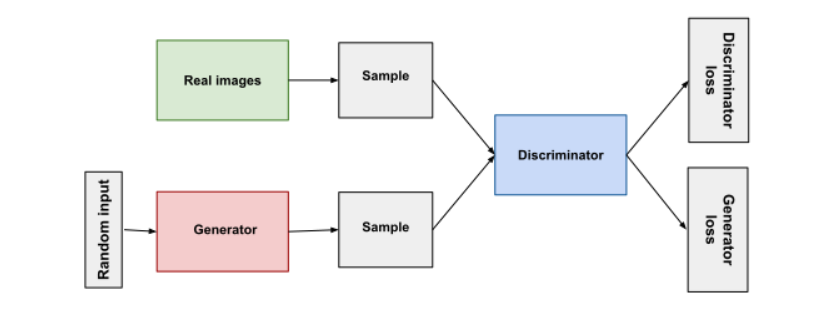 Real images
Sample
Discriminator
loss
Discriminator
Random input
Generator
Sample
Generator
loss